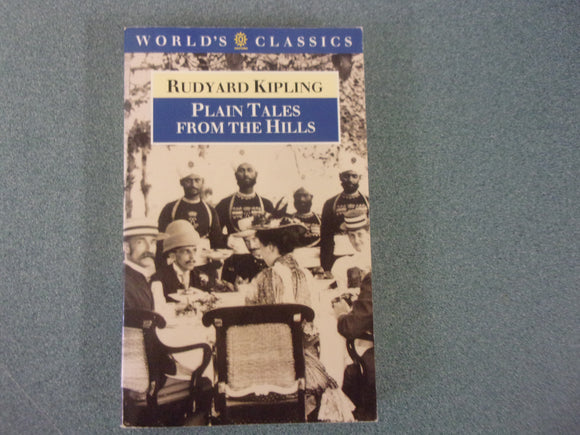 WORLD'S CLASSICS
RUDYARD KIPLING
PLAIN TALES
FROM THE HILLS